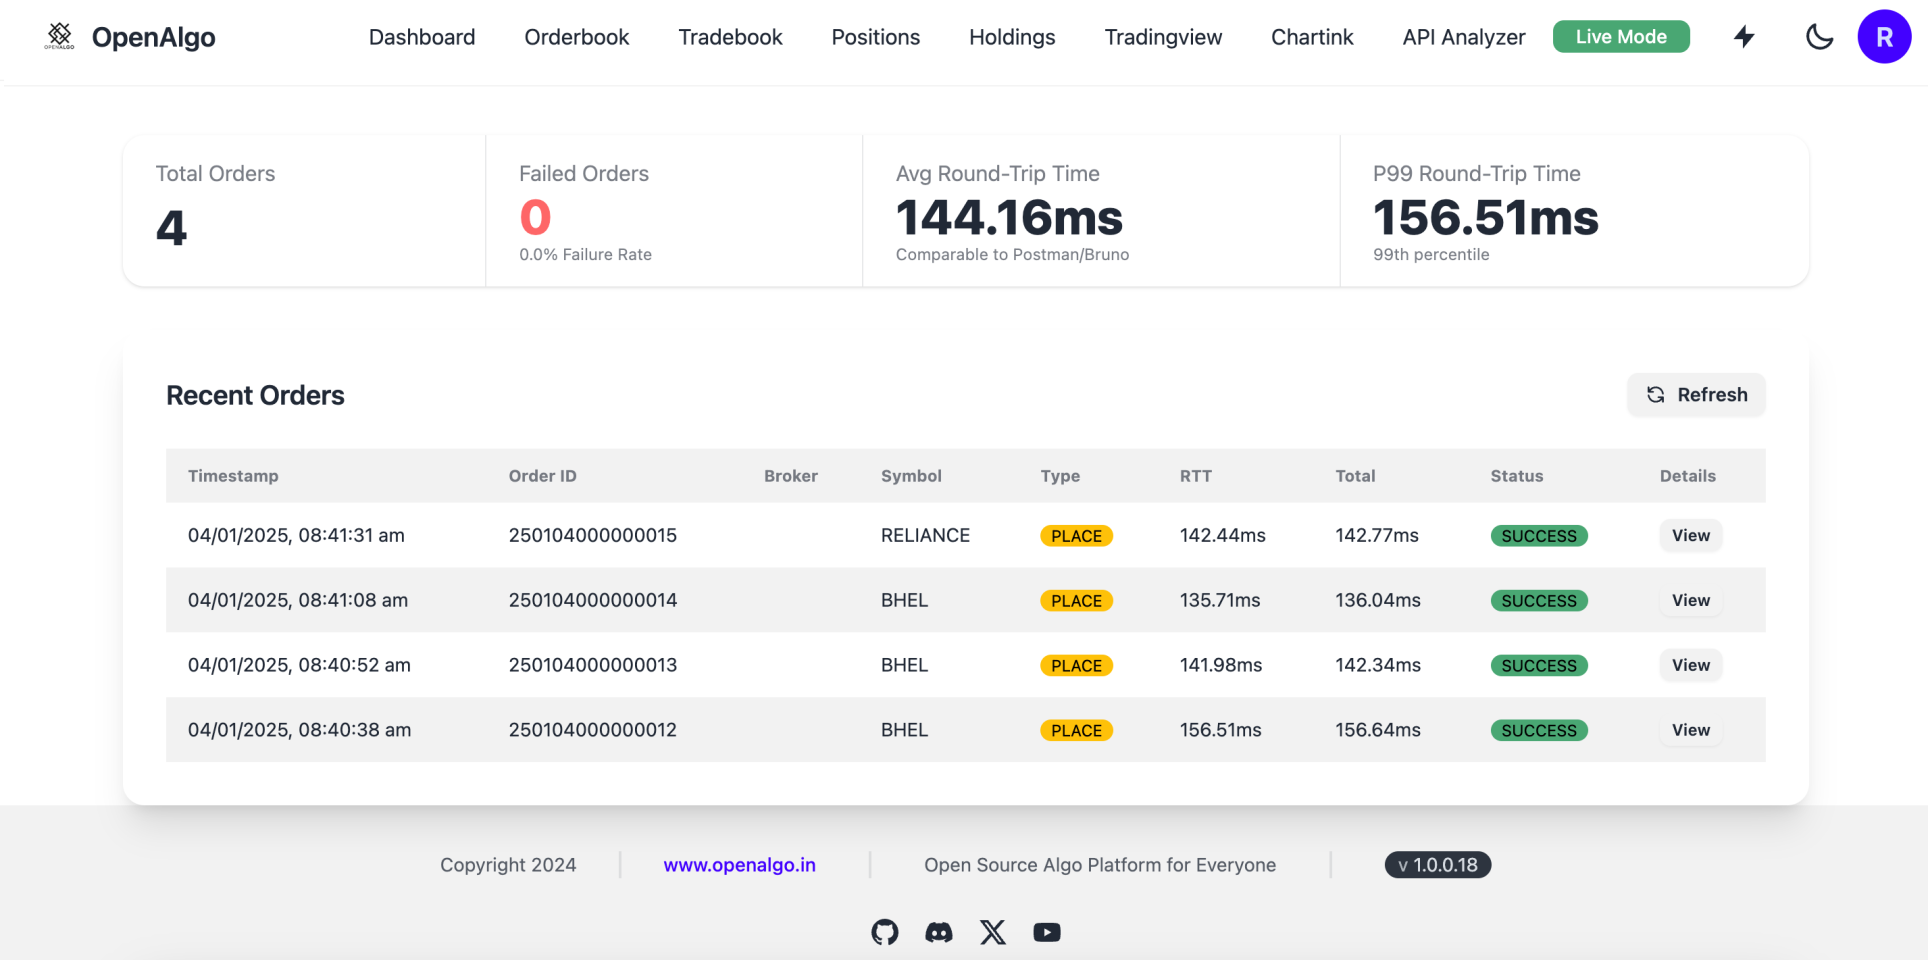 OPENALGO OpenAlgo Dashboard Orderbook Tradebook Positions Holdings Tradingview Chartink API Analyzer Live Mode R
Total Orders
4
Failed Orders
0
0.0% Failure Rate
Avg Round-Trip Time
144.16ms
Comparable to Postman/Bruno
P99 Round-Trip Time
156.51ms
99th percentile
Recent Orders Refresh
Timestamp Order ID Broker Symbol Type RTT Total Status Details
04/01/2025, 08:41:31 am 250104000000015 RELIANCE PLACE 142.44ms 142.77ms SUCCESS View
04/01/2025, 08:41:08 am 250104000000014 BHEL PLACE 135.71ms 136.04ms SUCCESS View
04/01/2025, 08:40:52 am 250104000000013 BHEL PLACE 141.98ms 142.34ms SUCCESS View
04/01/2025, 08:40:38 am 250104000000012 BHEL PLACE 156.51ms 156.64ms SUCCESS View
Copyright 2024 www.openalgo.in Open Source Algo Platform for Everyone v 1.0.0.18